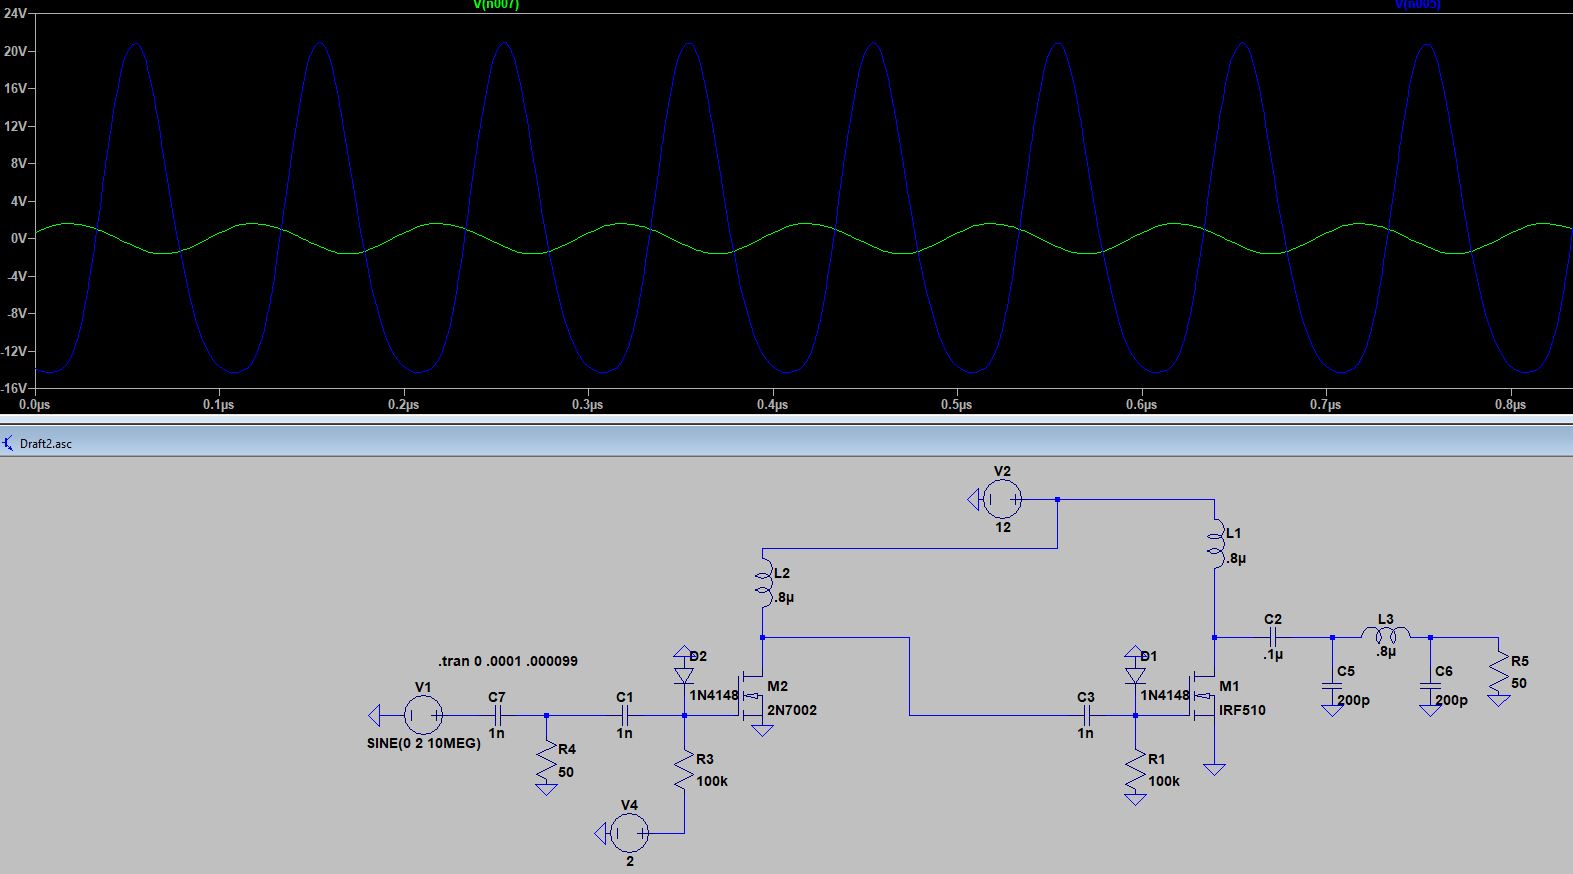 V(n007) V(n005)
24V
20V
16V
12V
8V
4V
0V
-4V
-8V
-12V
-16V
0.0µs 0.1µs 0.2µs 0.3µs 0.4µs 0.5µs 0.6µs 0.7µs 0.8µs
Draft2.asc
V2
12
L1
.8µ
L2
.8µ
C2
.1µ
L3
.8µ
.tran 0 .0001 .000099
D2
1N4148
M2
2N7002
D1
1N4148
M1
IRF510
C5
200p
C6
200p
R5
50
V1
SINE(0 2 10MEG)
C7
1n
C1
1n
C3
1n
R4
50
R3
100k
R1
100k
V4
2